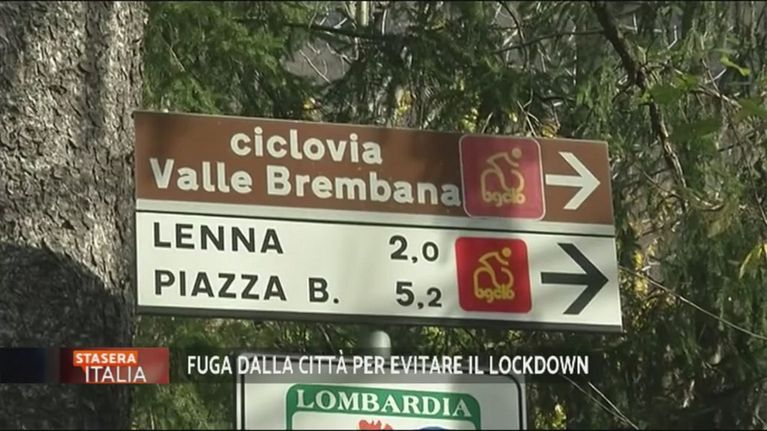 ciclovia
Valle Brembana
bgclo
LENNA 2,0
PIAZZA B. 5,2
bgclo
STASERA
ITALIA
FUGA DALLA CITTÀ PER EVITARE IL LOCKDOWN
LOMBARDIA